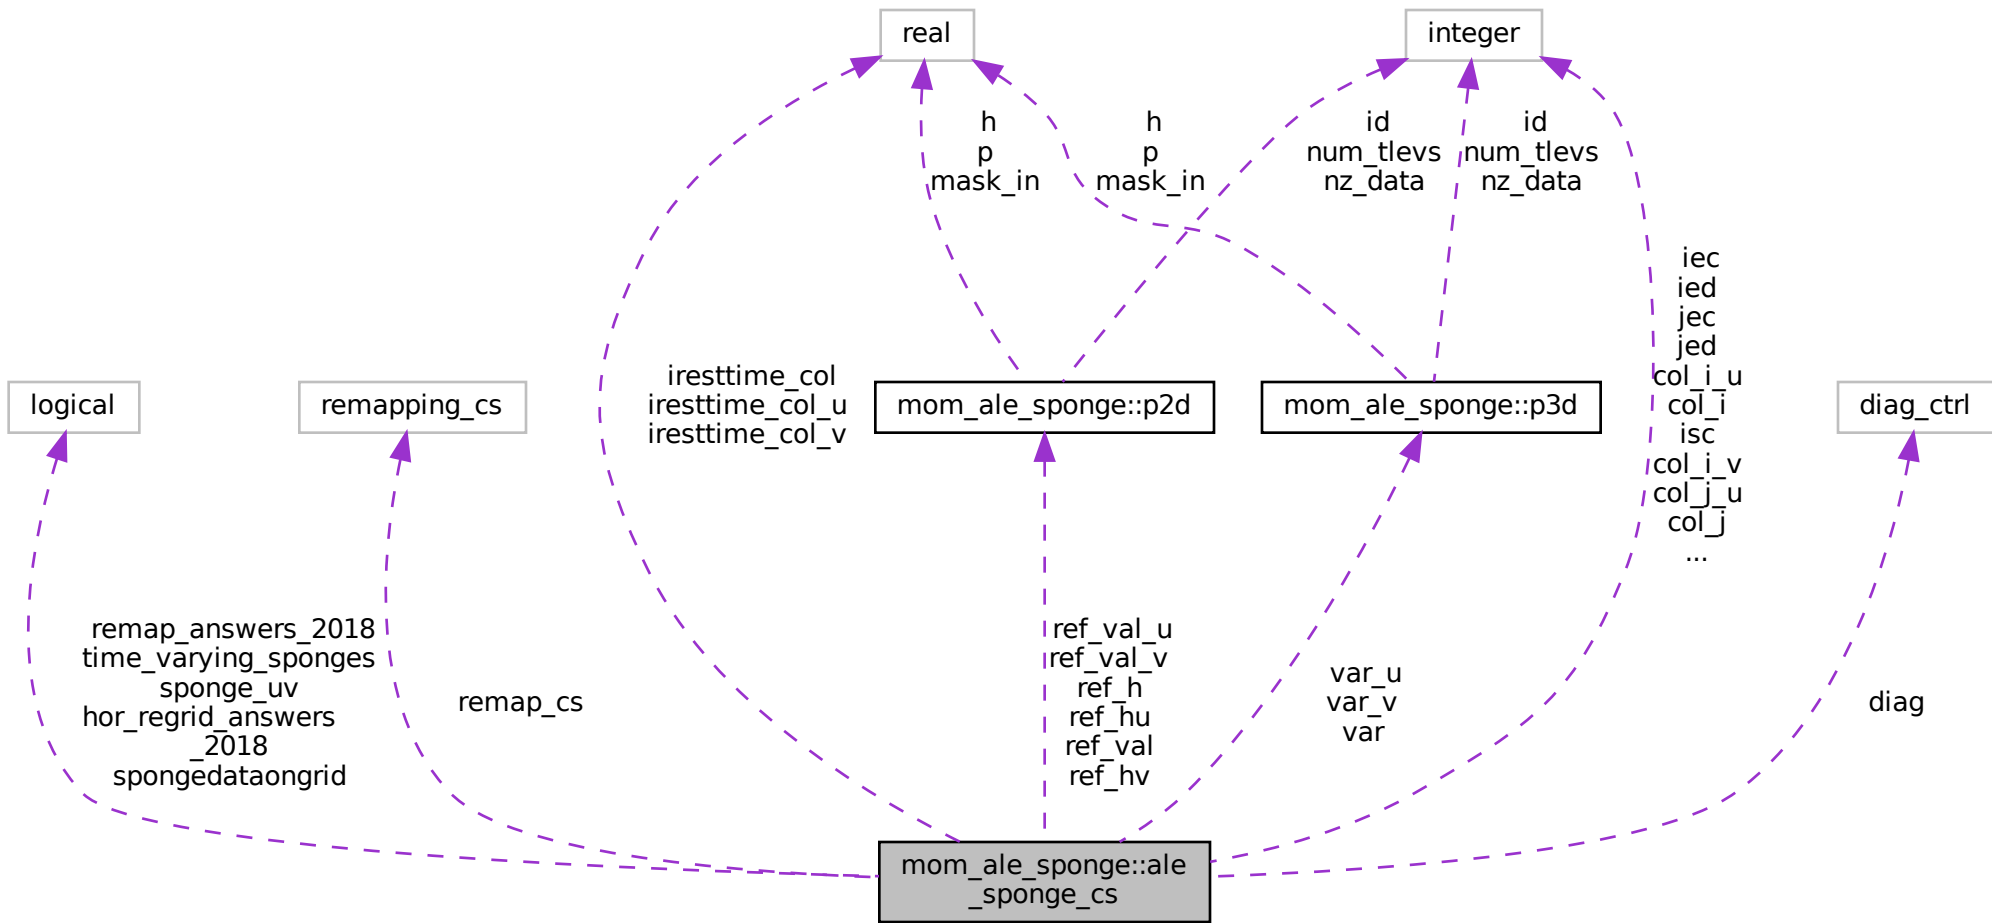 real
integer
h
p
mask_in
h
p
mask_in
id
num_tlevs
nz_data
id
num_tlevs
nz_data
iec
ied
jec
jed
col_i_u
col_i
isc
col_i_v
col_j_u
col_j
...
iresttime_col
iresttime_col_u
iresttime_col_v
logical
remapping_cs
mom_ale_sponge::p2d
mom_ale_sponge::p3d
diag_ctrl
remap_answers_2018
time_varying_sponges
sponge_uv
hor_regrid_answers
_2018
spongedataongrid
remap_cs
ref_val_u
ref_val_v
ref_h
ref_hu
ref_val
ref_hv
var_u
var_v
var
diag
mom_ale_sponge::ale
_sponge_cs